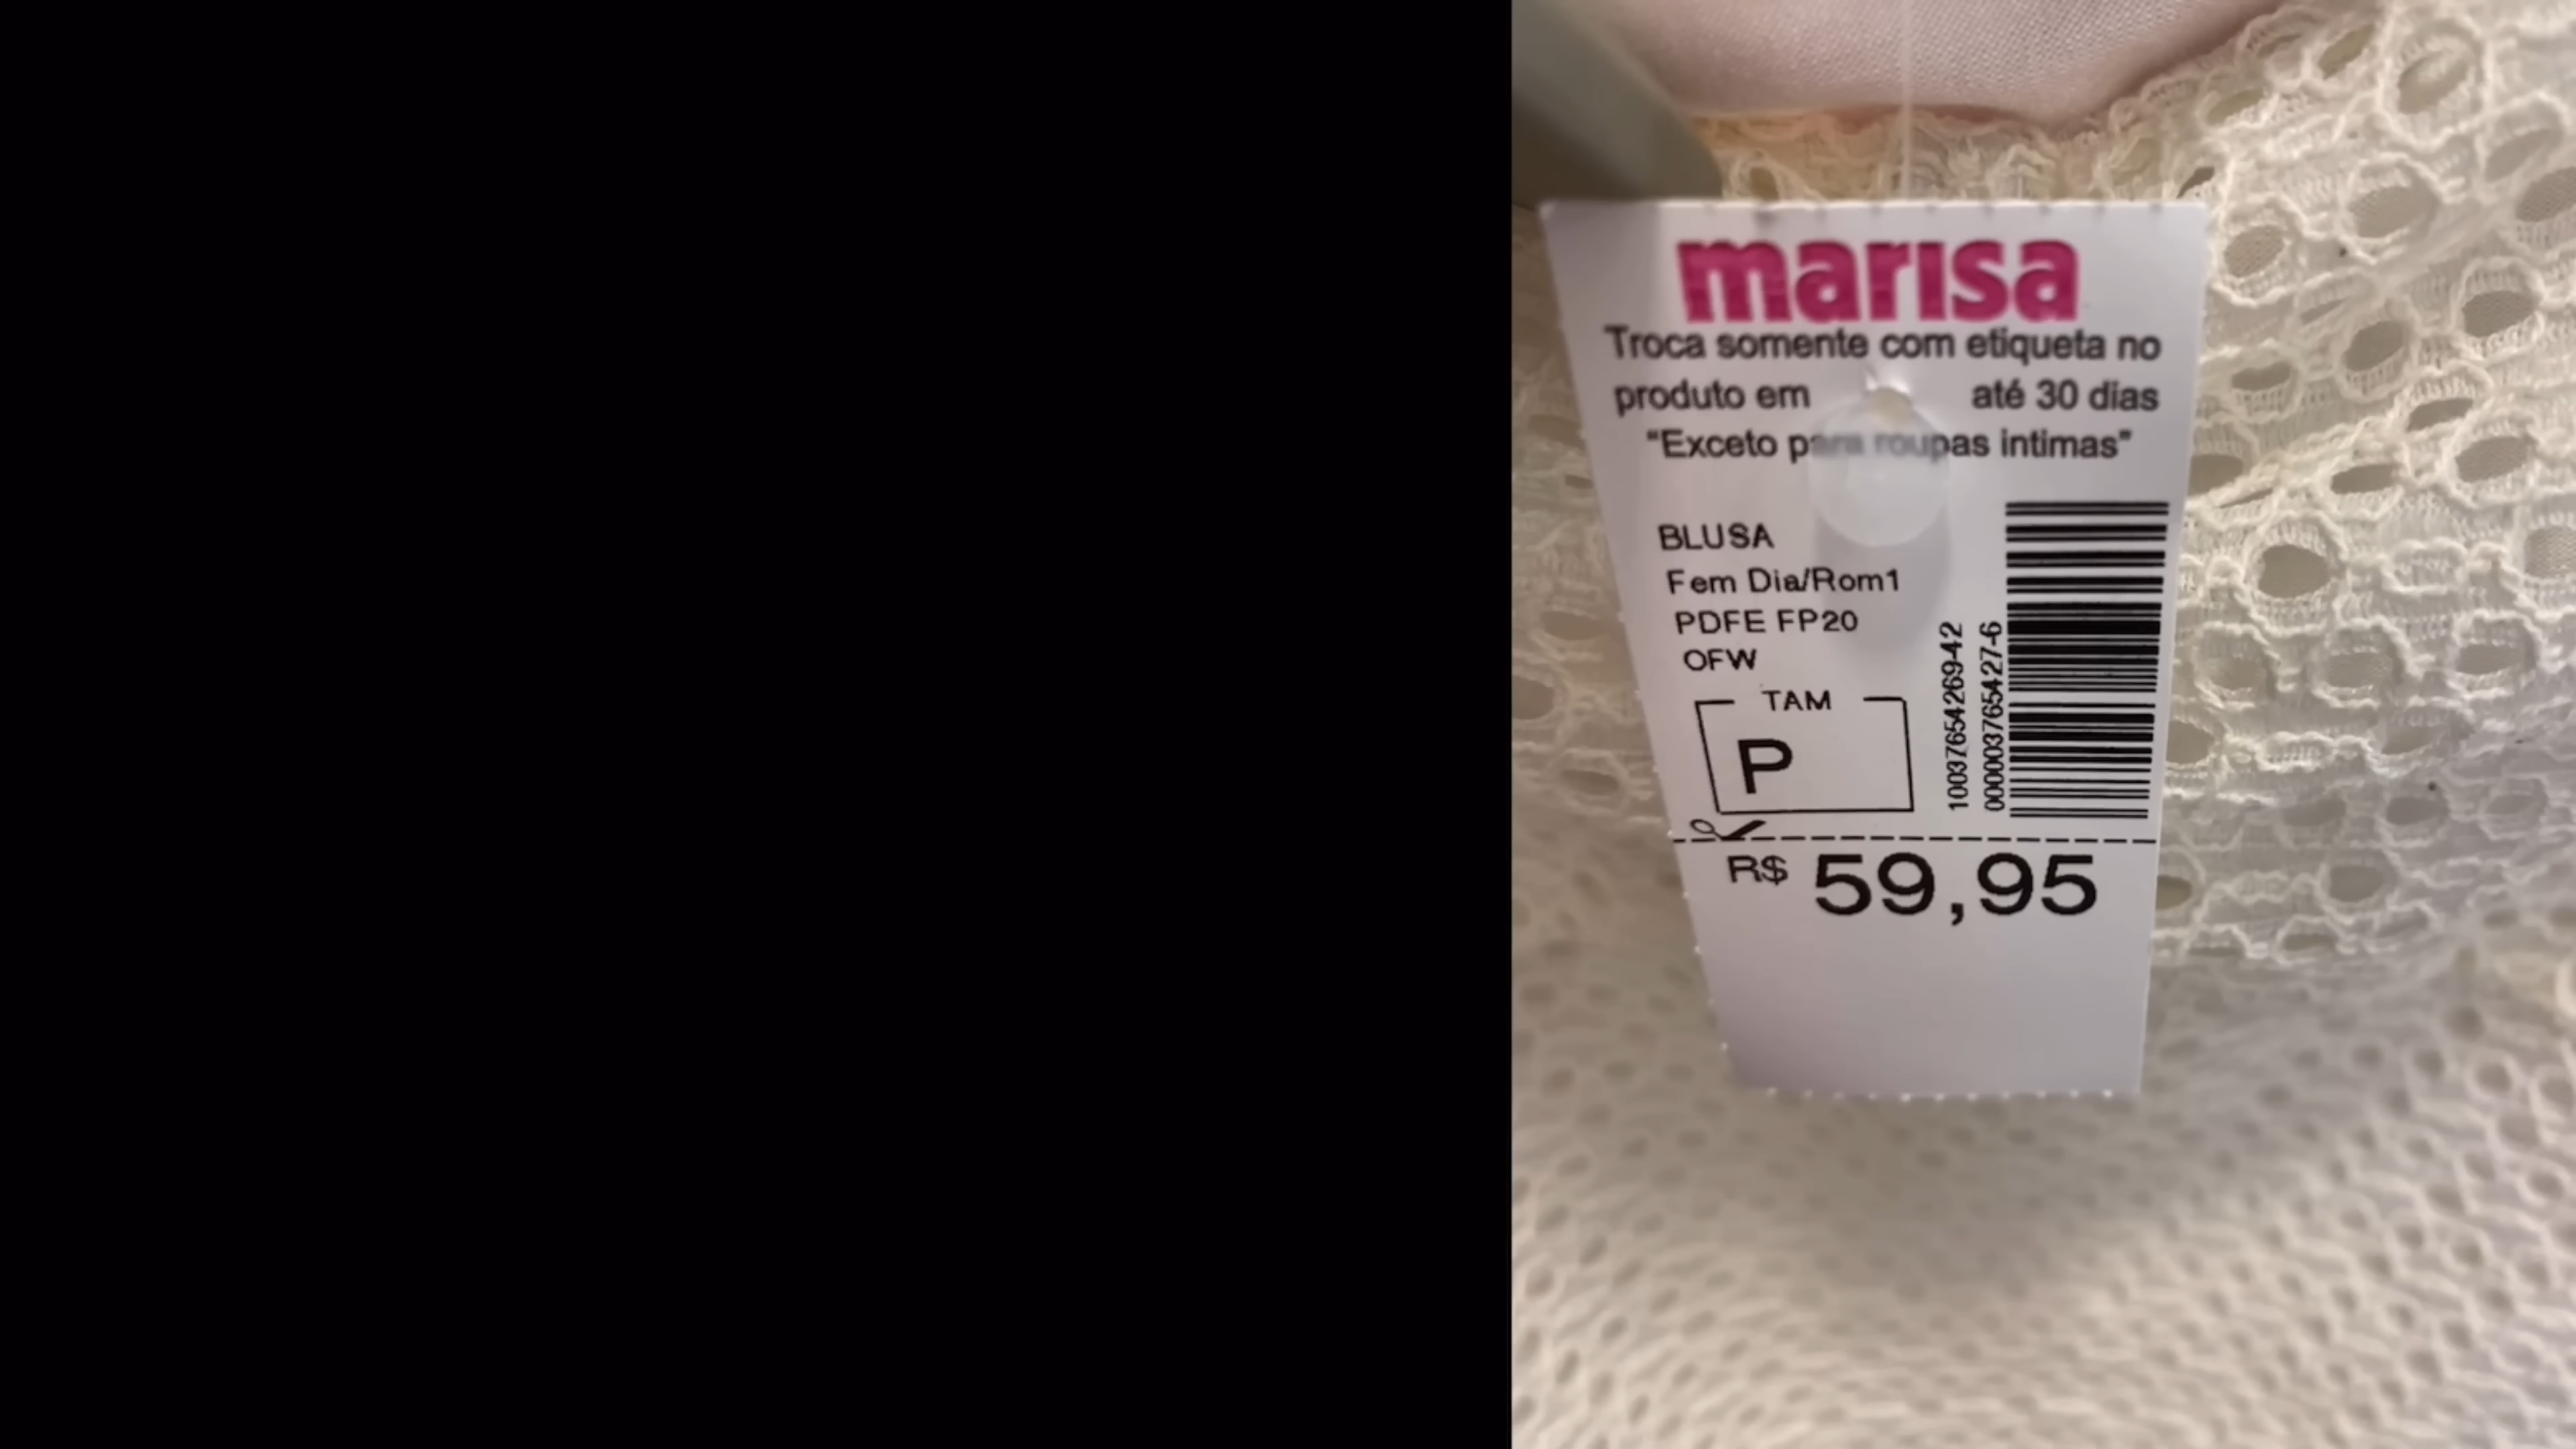 marisa
Troca somente com etiqueta no
produto em até 30 dias
"Exceto para roupas intimas"
BLUSA
Fem Dia/Rom1
PDFE FP20
OFW
TAM
P
10037654269-42
0000037655427-6
R$ 59,95